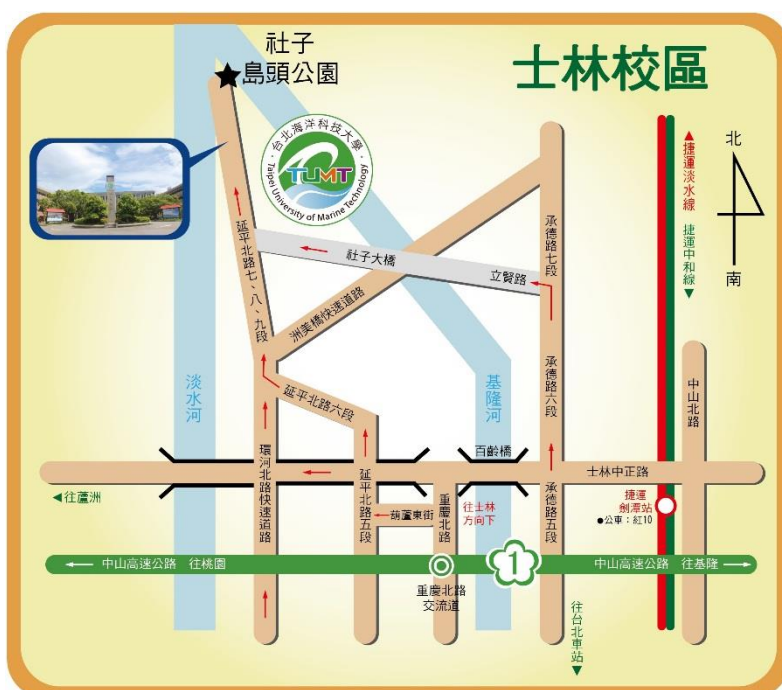 社子
島頭公園
士林校區
台北海洋科技大學
TUMT
Taipei University of Marine Technology
北
南
▲捷運淡水線
捷運中和線▼
延平北路七、八、九段
社子大橋
立賢路
承德路七段
洲美橋快速道路
淡水河
延平北路六段
基隆河
承德路六段
中山北路
百齡橋
士林中正路
◀往蘆洲
環河北路快速道路
延平北路五段
葫蘆東街
重慶北路
往士林
方向下
承德路五段
捷運
劍潭站
●公車：紅10
中山高速公路 往桃園
1
中山高速公路 往基隆
重慶北路
交流道
往台北車站▼